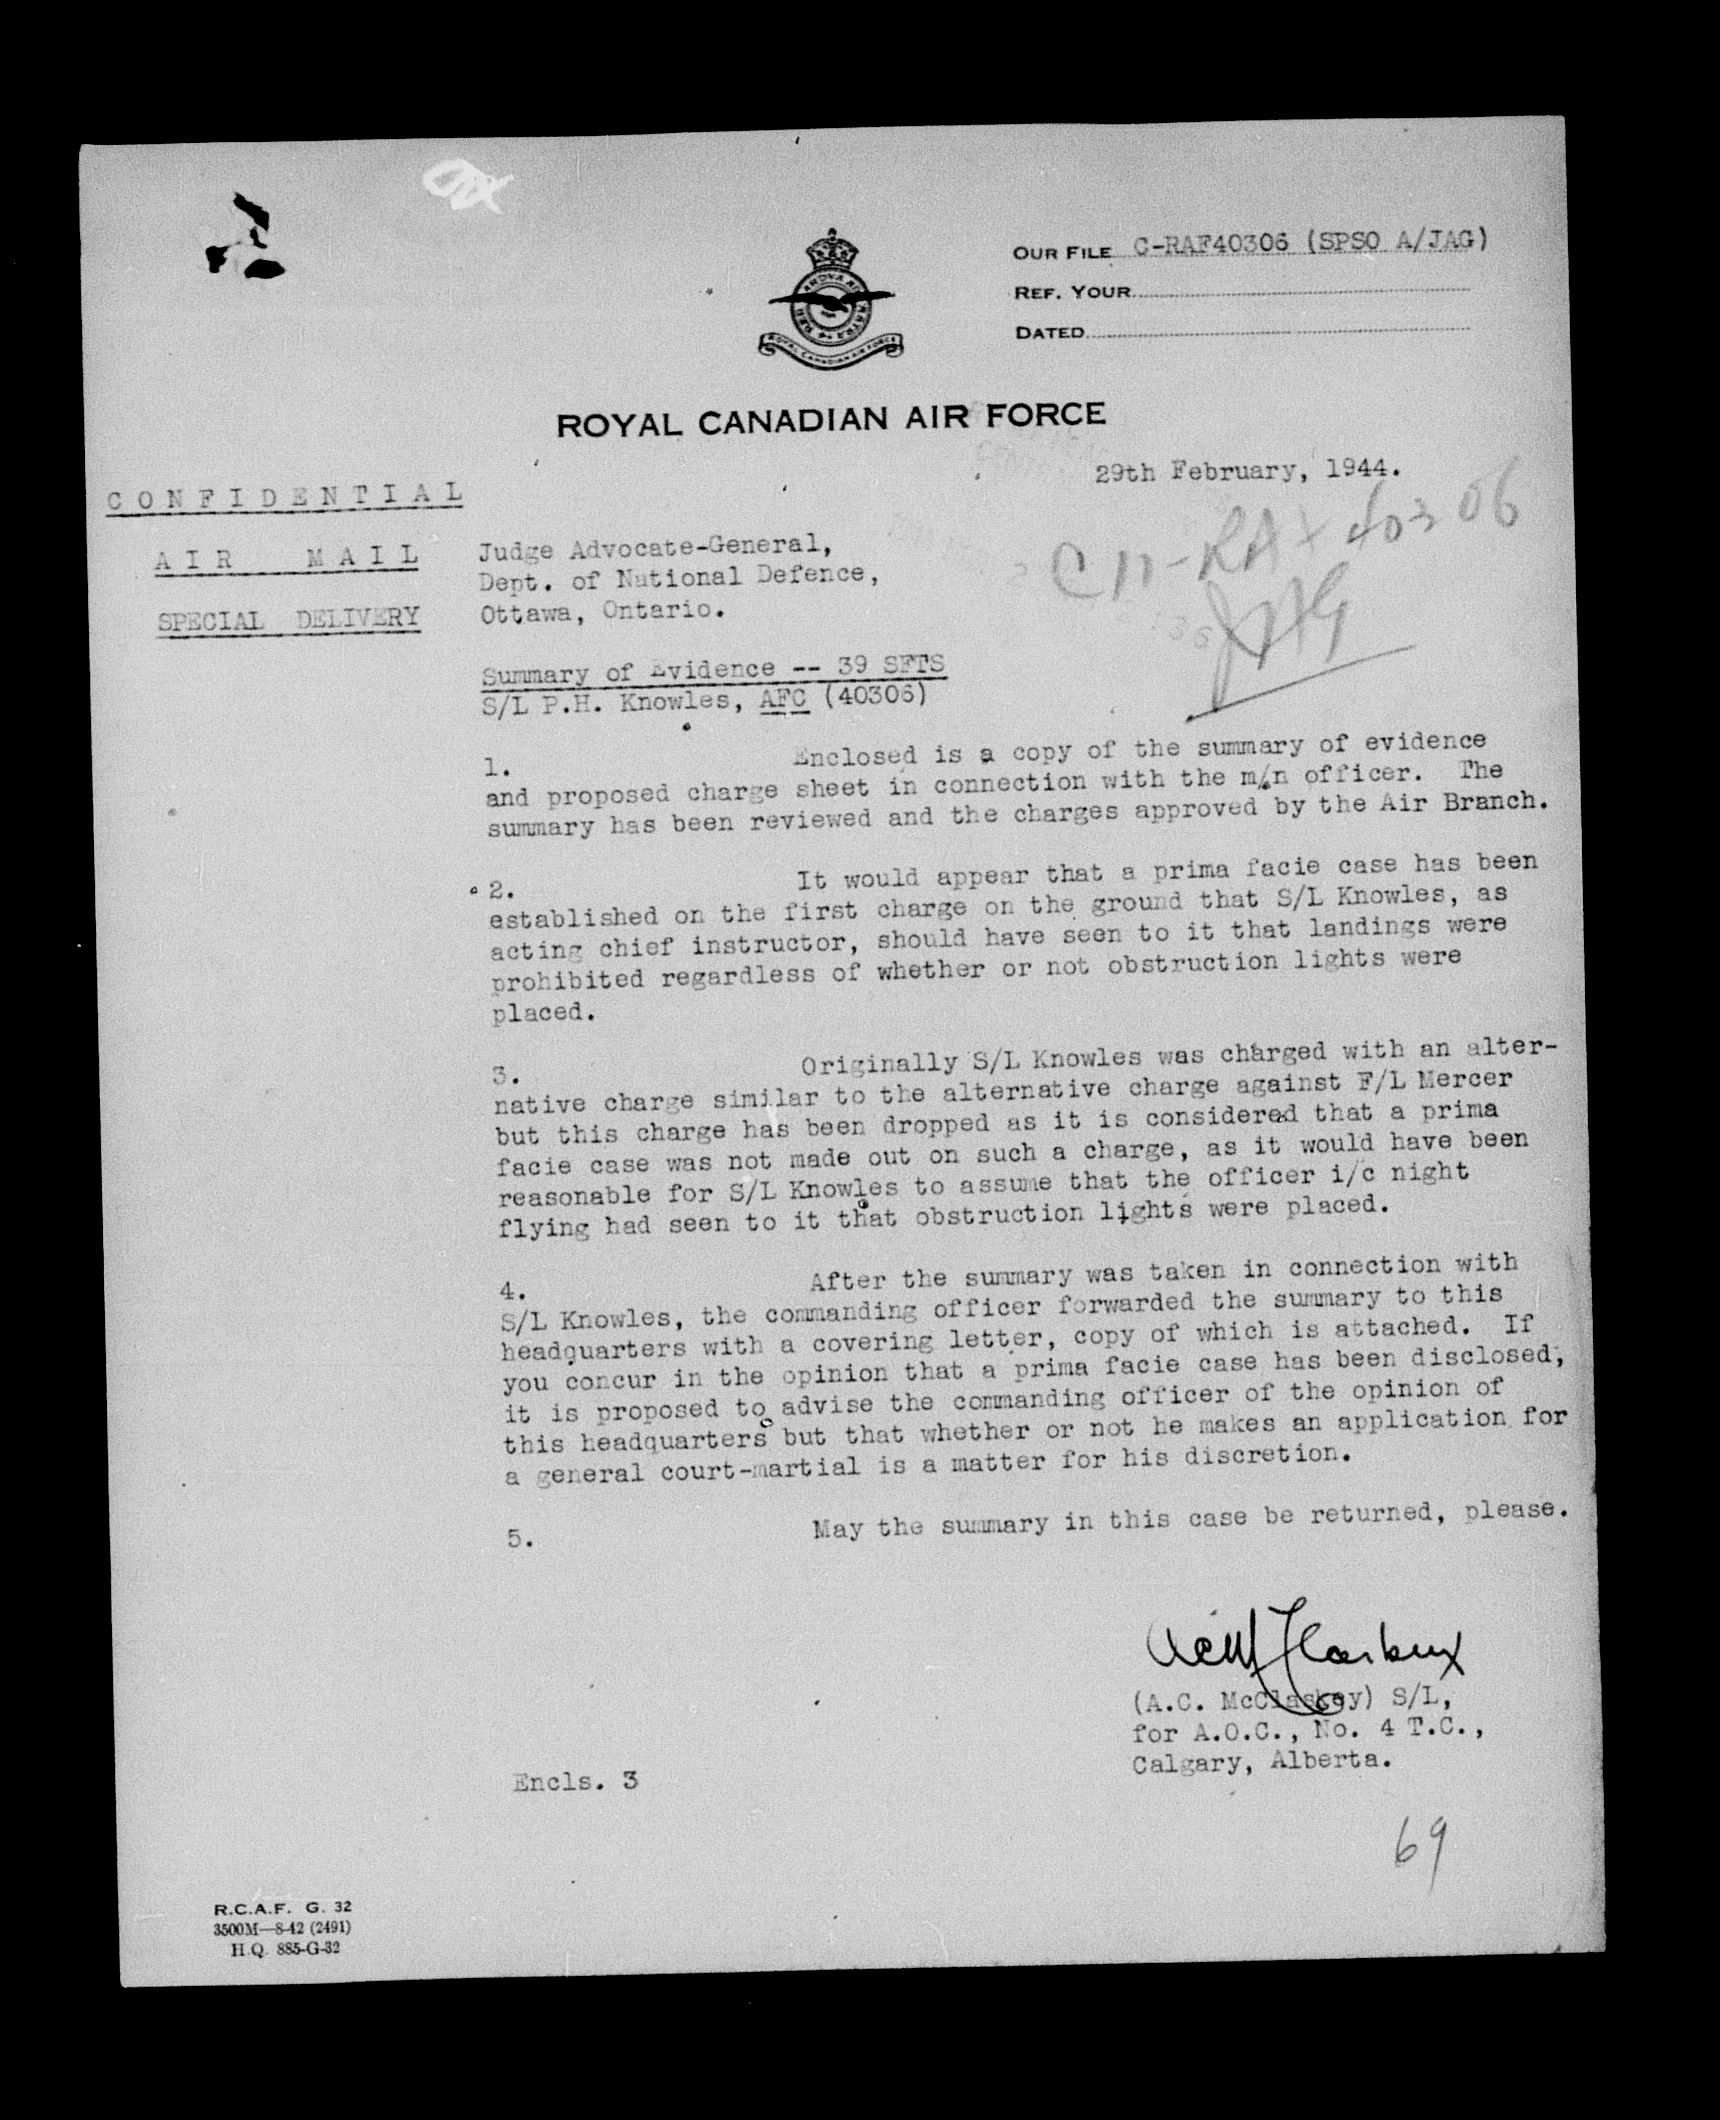 OUR FILE C-RAF40306 (SPSO A/JAG)
REF. YOUR
DATED
ROYAL CANADIAN AIR FORCE
ROYAL CANADIAN AIR FORCE
29th February, 1944.
CONFIDENTIAL
AIR MAIL
SPECIAL DELIVERY
Judge Advocate-General,
Dept. of National Defence,
Ottawa, Ontario.
40306
JAG
Summary of Evidence -- 39 SFTS
S/L P.H. Knowles, AFC (40306)
1. Enclosed is a copy of the summary of evidence
and proposed charge sheet in connection with the m/n officer. The
summary has been reviewed and the charges approved by the Air Branch.
2. It would appear that a prima facie case has been
established on the first charge on the ground that S/L Knowles, as
acting chief instructor, should have seen to it that landings were
prohibited regardless of whether or not obstruction lights were
placed.
3. Originally S/L Knowles was charged with an alter-
native charge similar to the alternative charge against F/L Mercer
but this charge has been dropped as it is considered that a prima
facie case was not made out on such a charge, as it would have been
reasonable for S/L Knowles to assume that the officer i/c night
flying had seen to it that obstruction lights were placed.
4. After the summary was taken in connection with
S/L Knowles, the commanding officer forwarded the summary to this
headquarters with a covering letter, copy of which is attached. If
you concur in the opinion that a prima facie case has been disclosed,
it is proposed to advise the commanding officer of the opinion of
this headquarters but that whether or not he makes an application for
a general court-martial is a matter for his discretion.
5. May the summary in this case be returned, please.
(A.C. McClaskey) S/L,
for A.O.C., No. 4 T.C.,
Calgary, Alberta.
Encls. 3
69
R.C.A.F. G. 32
3500M—8-42 (2491)
H.Q. 885-G-32